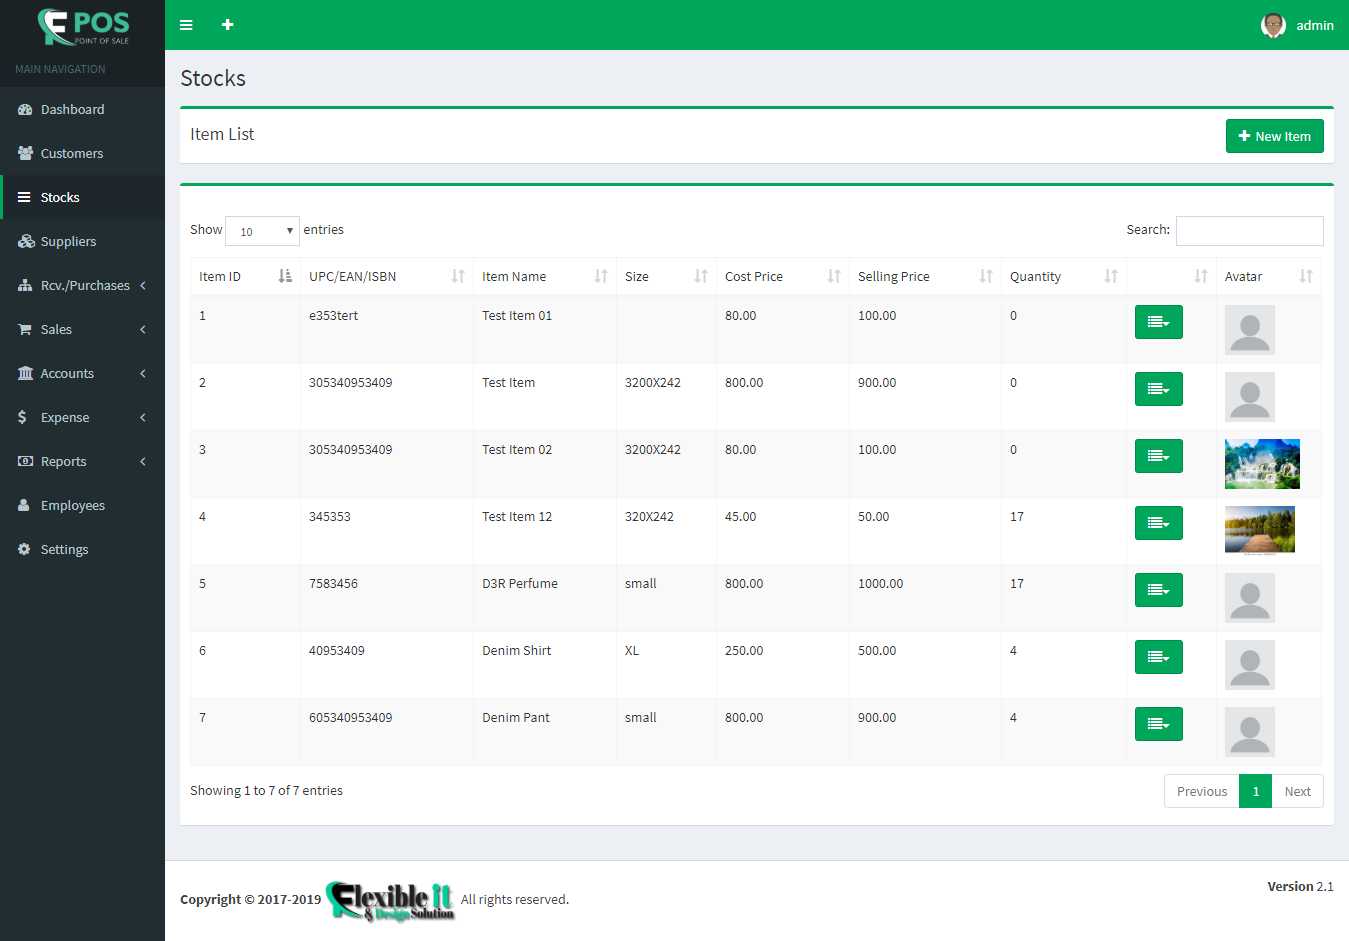 POS
POINT OF SALE
admin
MAIN NAVIGATION
Dashboard
Customers
Stocks
Suppliers
Rcv./Purchases
Sales
Accounts
Expense
Reports
Employees
Settings
Stocks
Item List
New Item
Show 10 entries
Search:
Item ID UPC/EAN/ISBN Item Name Size Cost Price Selling Price Quantity Avatar
1 e353tert Test Item 01 80.00 100.00 0
2 305340953409 Test Item 3200X242 800.00 900.00 0
3 305340953409 Test Item 02 3200X242 80.00 100.00 0
4 345353 Test Item 12 320X242 45.00 50.00 17
5 7583456 D3R Perfume small 800.00 1000.00 17
6 40953409 Denim Shirt XL 250.00 500.00 4
7 605340953409 Denim Pant small 800.00 900.00 4
Showing 1 to 7 of 7 entries
Previous 1 Next
Copyright © 2017-2019 Flexible it & Design Solution All rights reserved.
Version 2.1